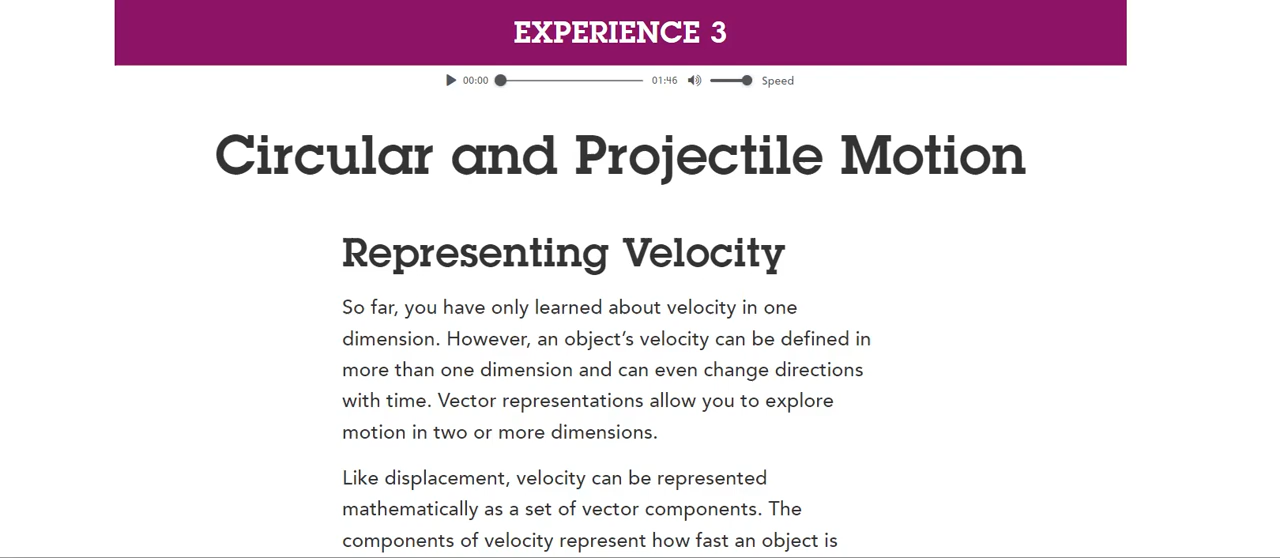 EXPERIENCE 3
00:00 01:46 Speed
Circular and Projectile Motion
Representing Velocity
So far, you have only learned about velocity in one
dimension. However, an object’s velocity can be defined in
more than one dimension and can even change directions
with time. Vector representations allow you to explore
motion in two or more dimensions.
Like displacement, velocity can be represented
mathematically as a set of vector components. The
components of velocity represent how fast an object is